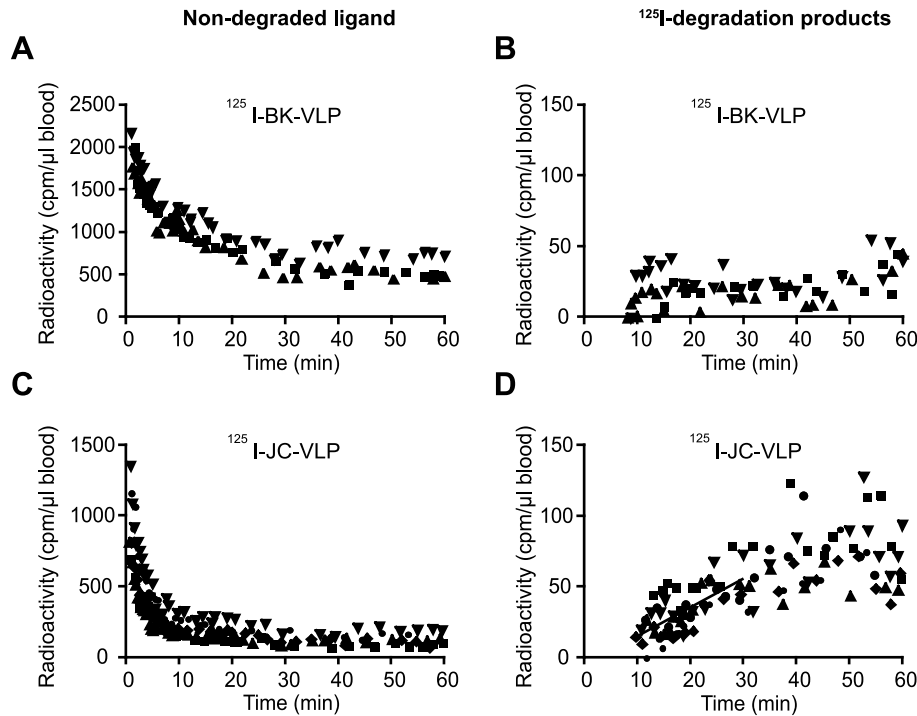 Non-degraded ligand
¹²⁵I-degradation products
A
Radioactivity (cpm/µl blood)
2500
2000
1500
1000
500
0
¹²⁵ I-BK-VLP
0 10 20 30 40 50 60
Time (min)
B
Radioactivity (cpm/µl blood)
150
100
50
0
¹²⁵ I-BK-VLP
0 10 20 30 40 50 60
Time (min)
C
Radioactivity (cpm/µl blood)
1500
1000
500
0
¹²⁵ I-JC-VLP
0 10 20 30 40 50 60
Time (min)
D
Radioactivity (cpm/µl blood)
150
100
50
0
¹²⁵ I-JC-VLP
0 10 20 30 40 50 60
Time (min)